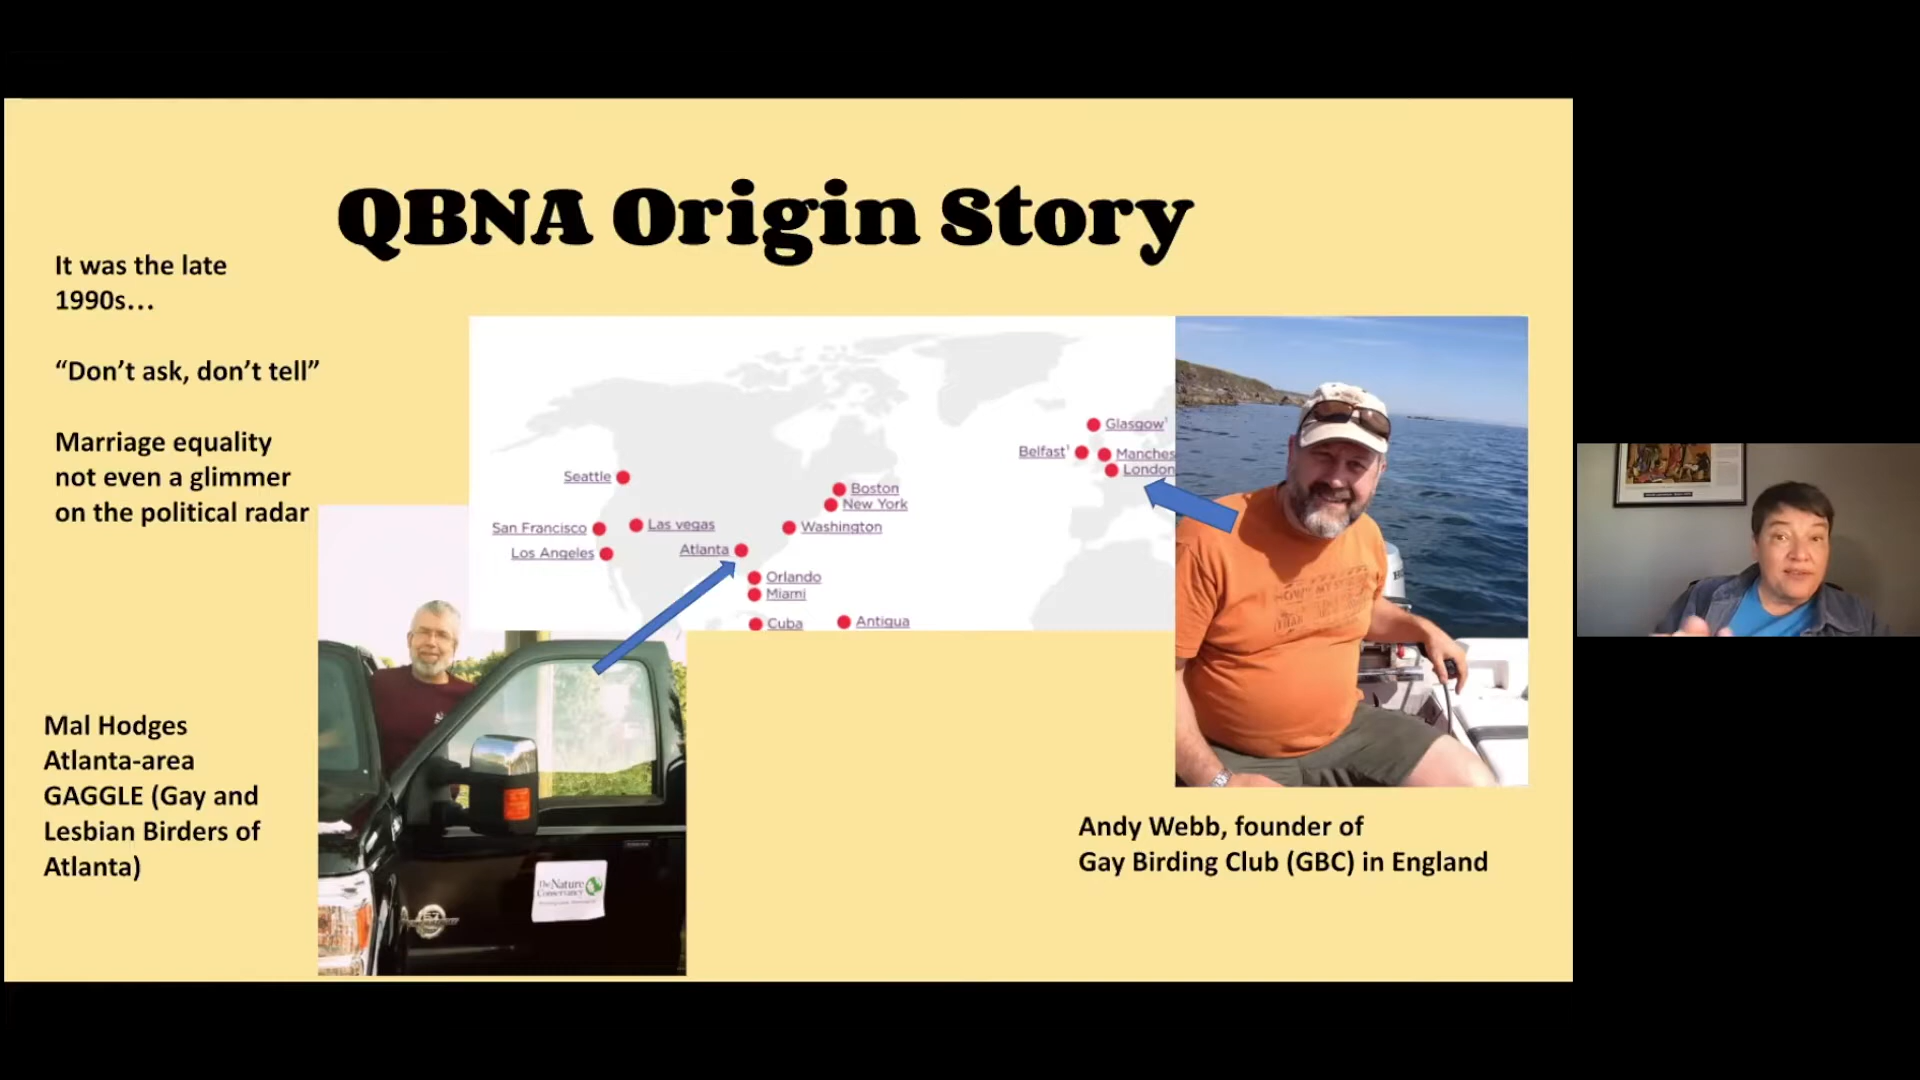 QBNA Origin Story
It was the late
1990s…
“Don’t ask, don’t tell”
Marriage equality
not even a glimmer
on the political radar
Glasgow¹
Belfast¹
Manches
London
Seattle
Boston
New York
San Francisco
Las vegas
Washington
Los Angeles
Atlanta
Orlando
Miami
Cuba
Antigua
Mal Hodges
Atlanta-area
GAGGLE (Gay and
Lesbian Birders of
Atlanta)
The Nature
Conservancy
Andy Webb, founder of
Gay Birding Club (GBC) in England